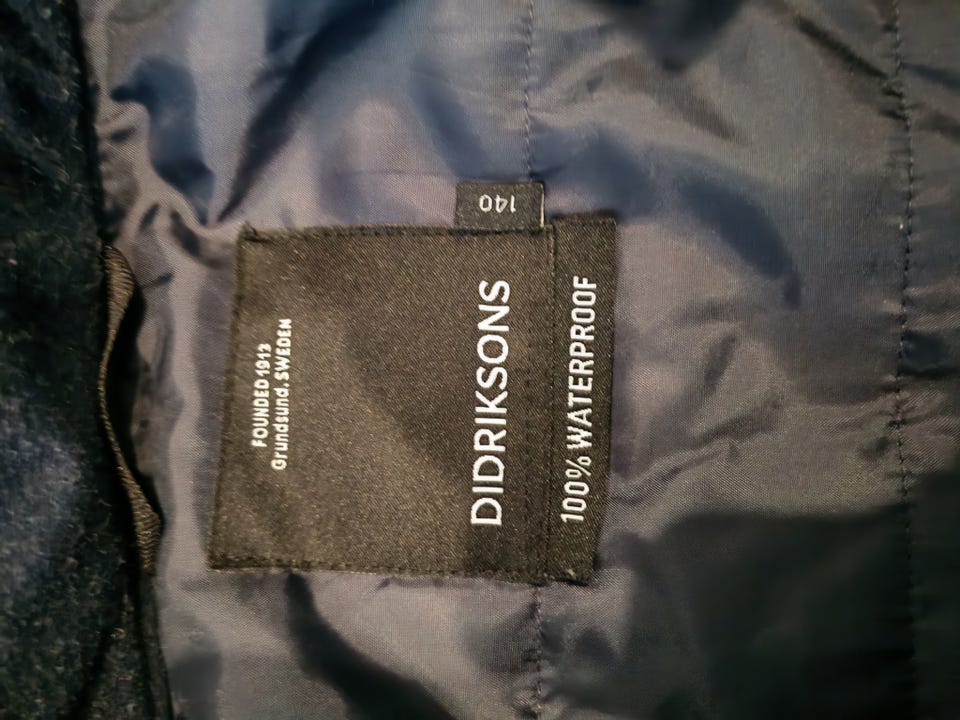 FOUNDED 1913
Grundsund. SWEDEN
DIDRIKSONS
100% WATERPROOF
140